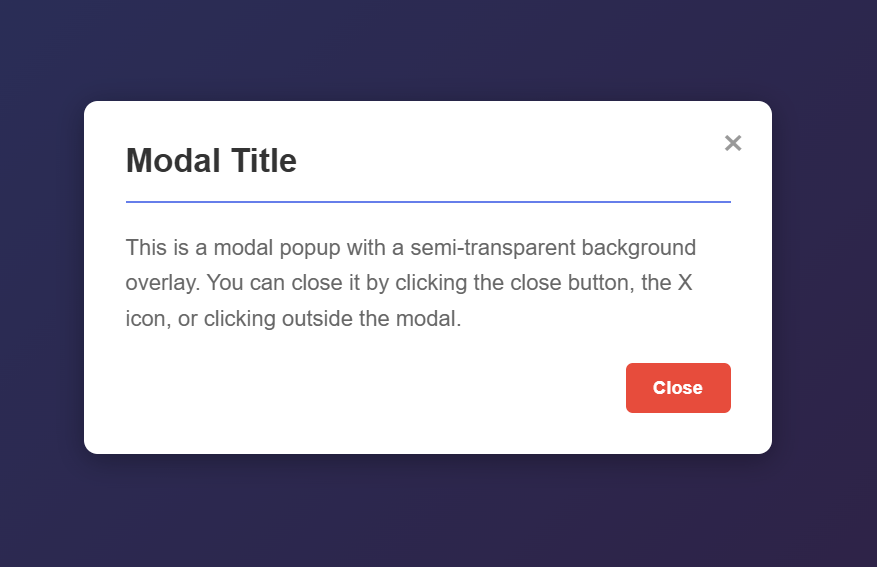 Modal Title
×
This is a modal popup with a semi-transparent background
overlay. You can close it by clicking the close button, the X
icon, or clicking outside the modal.
Close